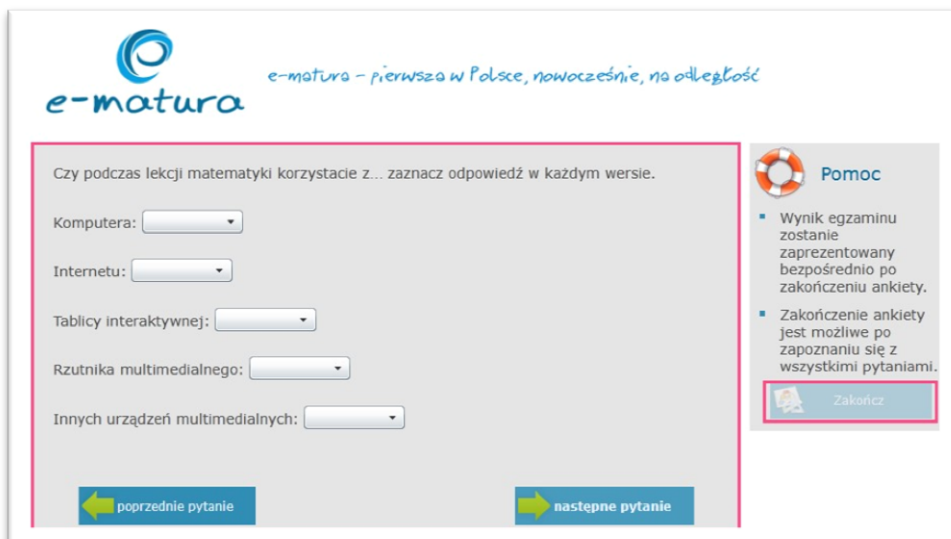 e-matura
e-matura - pierwsza w Polsce, nowocześnie, na odległość
Czy podczas lekcji matematyki korzystacie z... zaznacz odpowiedź w każdym wersie.
Komputera:
Internetu:
Tablicy interaktywnej:
Rzutnika multimedialnego:
Innych urządzeń multimedialnych:
poprzednie pytanie
następne pytanie
Pomoc
Wynik egzaminu
zostanie
zaprezentowany
bezpośrednio po
zakończeniu ankiety.
Zakończenie ankiety
jest możliwe po
zapoznaniu się z
wszystkimi pytaniami.
Zakończ